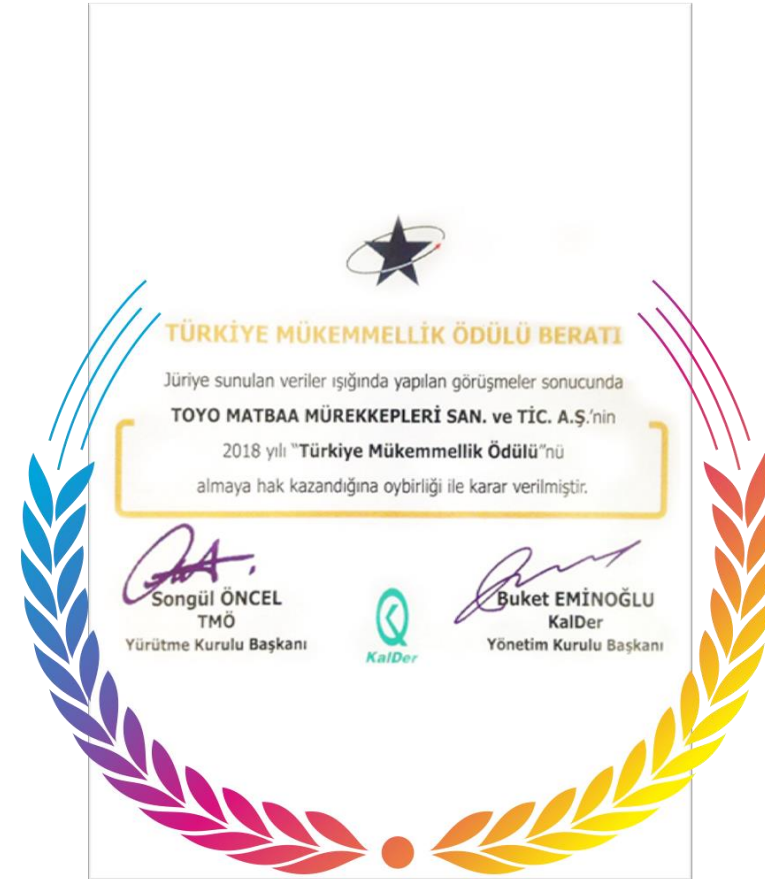 TÜRKİYE MÜKEMMELLİK ÖDÜLÜ BERATI
Jüriye sunulan veriler ışığında yapılan görüşmeler sonucunda
TOYO MATBAA MÜREKKEPLERİ SAN. ve TİC. A.Ş.'nin
2018 yılı "Türkiye Mükemmellik Ödülü"nü
almaya hak kazandığına oybirliği ile karar verilmiştir.
Songül ÖNCEL
TMÖ
Yürütme Kurulu Başkanı
KalDer
Buket EMİNOĞLU
KalDer
Yönetim Kurulu Başkanı